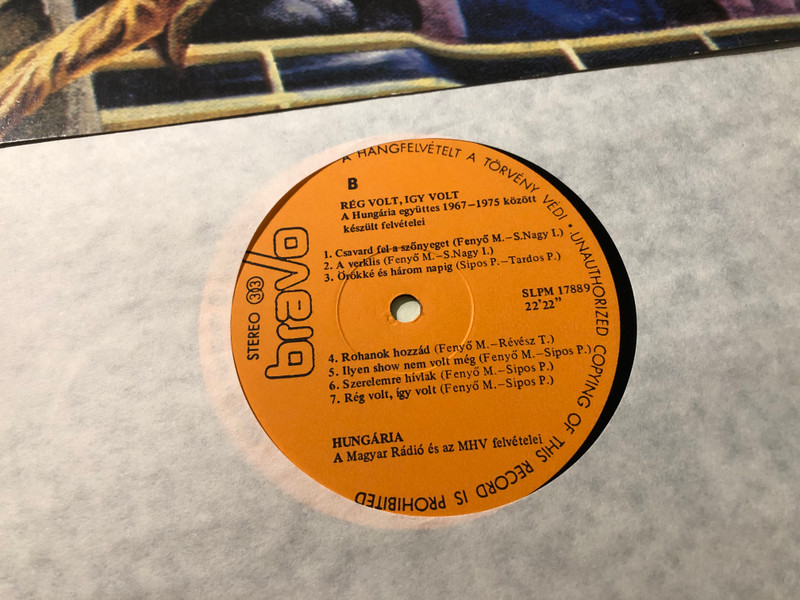 A HANGFELVÉTELT A TÖRVÉNY VÉDI • UNAUTHORIZED COPYING OF THIS RECORD IS PROHIBITED
B
RÉG VOLT, IGY VOLT
A Hungária együttes 1967–1975 között
készült felvételei
1. Csavard fel a szőnyeget (Fenyő M.–S.Nagy I.)
2. A verklis (Fenyő M.–S.Nagy I.)
3. Örökké és három napig (Sipos P.–Tardos P.)
SLPM 17889
22'22"
STEREO 33
bravo
4. Rohanok hozzád (Fenyő M.–Révész T.)
5. Ilyen show nem volt még (Fenyő M.–Sipos P.)
6. Szerelemre hívlak (Fenyő M.–Sipos P.)
7. Rég volt, így volt (Fenyő M.–Sipos P.)
HUNGÁRIA
A Magyar Rádió és az MHV felvételei